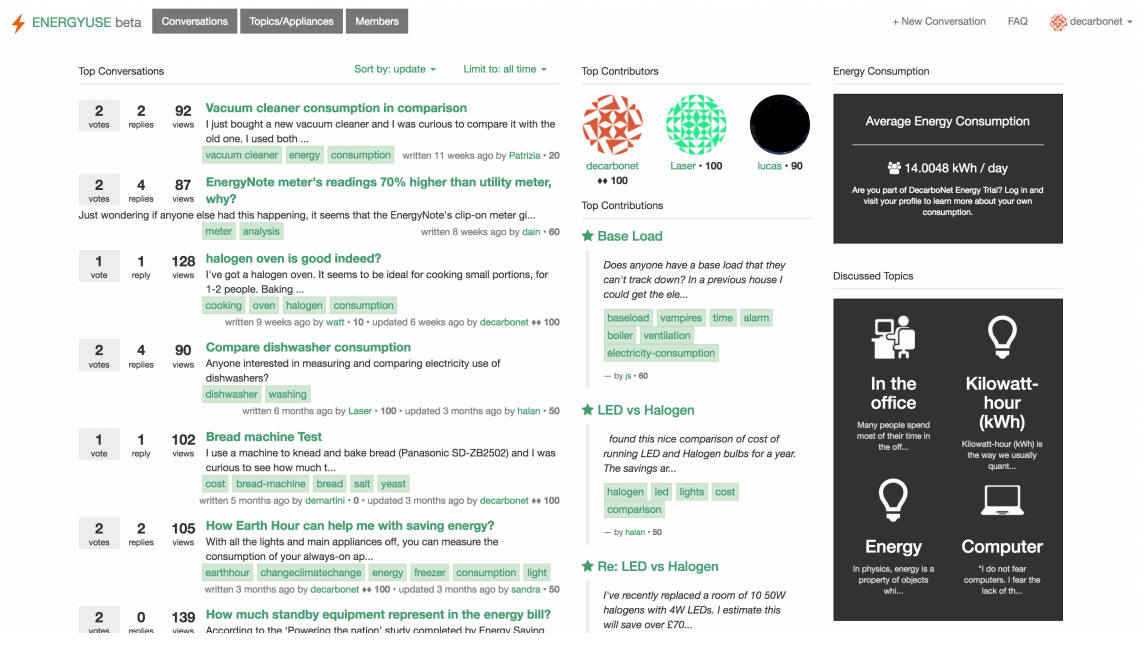 ENERGYUSE beta
Conversations
Topics/Appliances
Members
+ New Conversation
FAQ
decarbonet
Top Conversations
Sort by: update
Limit to: all time
2 votes 2 replies 92 views
Vacuum cleaner consumption in comparison
I just bought a new vacuum cleaner and I was curious to compare it with the
old one. I used both ...
vacuum cleaner energy consumption written 11 weeks ago by Patrizia • 20
2 votes 4 replies 87 views
EnergyNote meter's readings 70% higher than utility meter,
why?
Just wondering if anyone else had this happening, it seems that the EnergyNote's clip-on meter gi...
meter analysis written 8 weeks ago by dain • 60
1 vote 1 reply 128 views
halogen oven is good indeed?
I've got a halogen oven. It seems to be ideal for cooking small portions, for
1-2 people. Baking ...
cooking oven halogen consumption
written 9 weeks ago by watt • 10 • updated 6 weeks ago by decarbonet ♦♦ 100
2 votes 4 replies 90 views
Compare dishwasher consumption
Anyone interested in measuring and comparing electricity use of
dishwashers?
dishwasher washing
written 6 months ago by Laser • 100 • updated 3 months ago by halan • 50
1 vote 1 reply 102 views
Bread machine Test
I use a machine to knead and bake bread (Panasonic SD-ZB2502) and I was
curious to see how much t...
cost bread-machine bread salt yeast
written 5 months ago by demartini • 0 • updated 3 months ago by decarbonet ♦♦ 100
2 votes 2 replies 105 views
How Earth Hour can help me with saving energy?
With all the lights and main appliances off, you can measure the
consumption of your always-on ap...
earthhour changeclimatechange energy freezer consumption light
written 3 months ago by decarbonet ♦♦ 100 • updated 3 months ago by sandra • 50
2 votes 0 replies 139 views
How much standby equipment represent in the energy bill?
According to the 'Powering the nation' study completed by Energy Saving
Top Contributors
decarbonet
♦♦ 100
Laser • 100
lucas • 90
Top Contributions
Base Load
Does anyone have a base load that they
can't track down? In a previous house I
could get the ele...
baseload vampires time alarm
boiler ventilation
electricity-consumption
— by js • 60
LED vs Halogen
found this nice comparison of cost of
running LED and Halogen bulbs for a year.
The savings ar...
halogen led lights cost
comparison
— by halan • 50
Re: LED vs Halogen
I've recently replaced a room of 10 50W
halogens with 4W LEDs. I estimate this
will save over £70...
Energy Consumption
Average Energy Consumption
14.0048 kWh / day
Are you part of DecarboNet Energy Trial? Log in and
visit your profile to learn more about your own
consumption.
Discussed Topics
In the
office
Many people spend
most of their time in
the off...
Kilowatt-
hour
(kWh)
Kilowatt-hour (kWh) is
the way we usually
quant...
Energy
In physics, energy is a
property of objects
whi...
Computer
"I do not fear
computers. I fear the
lack of th...